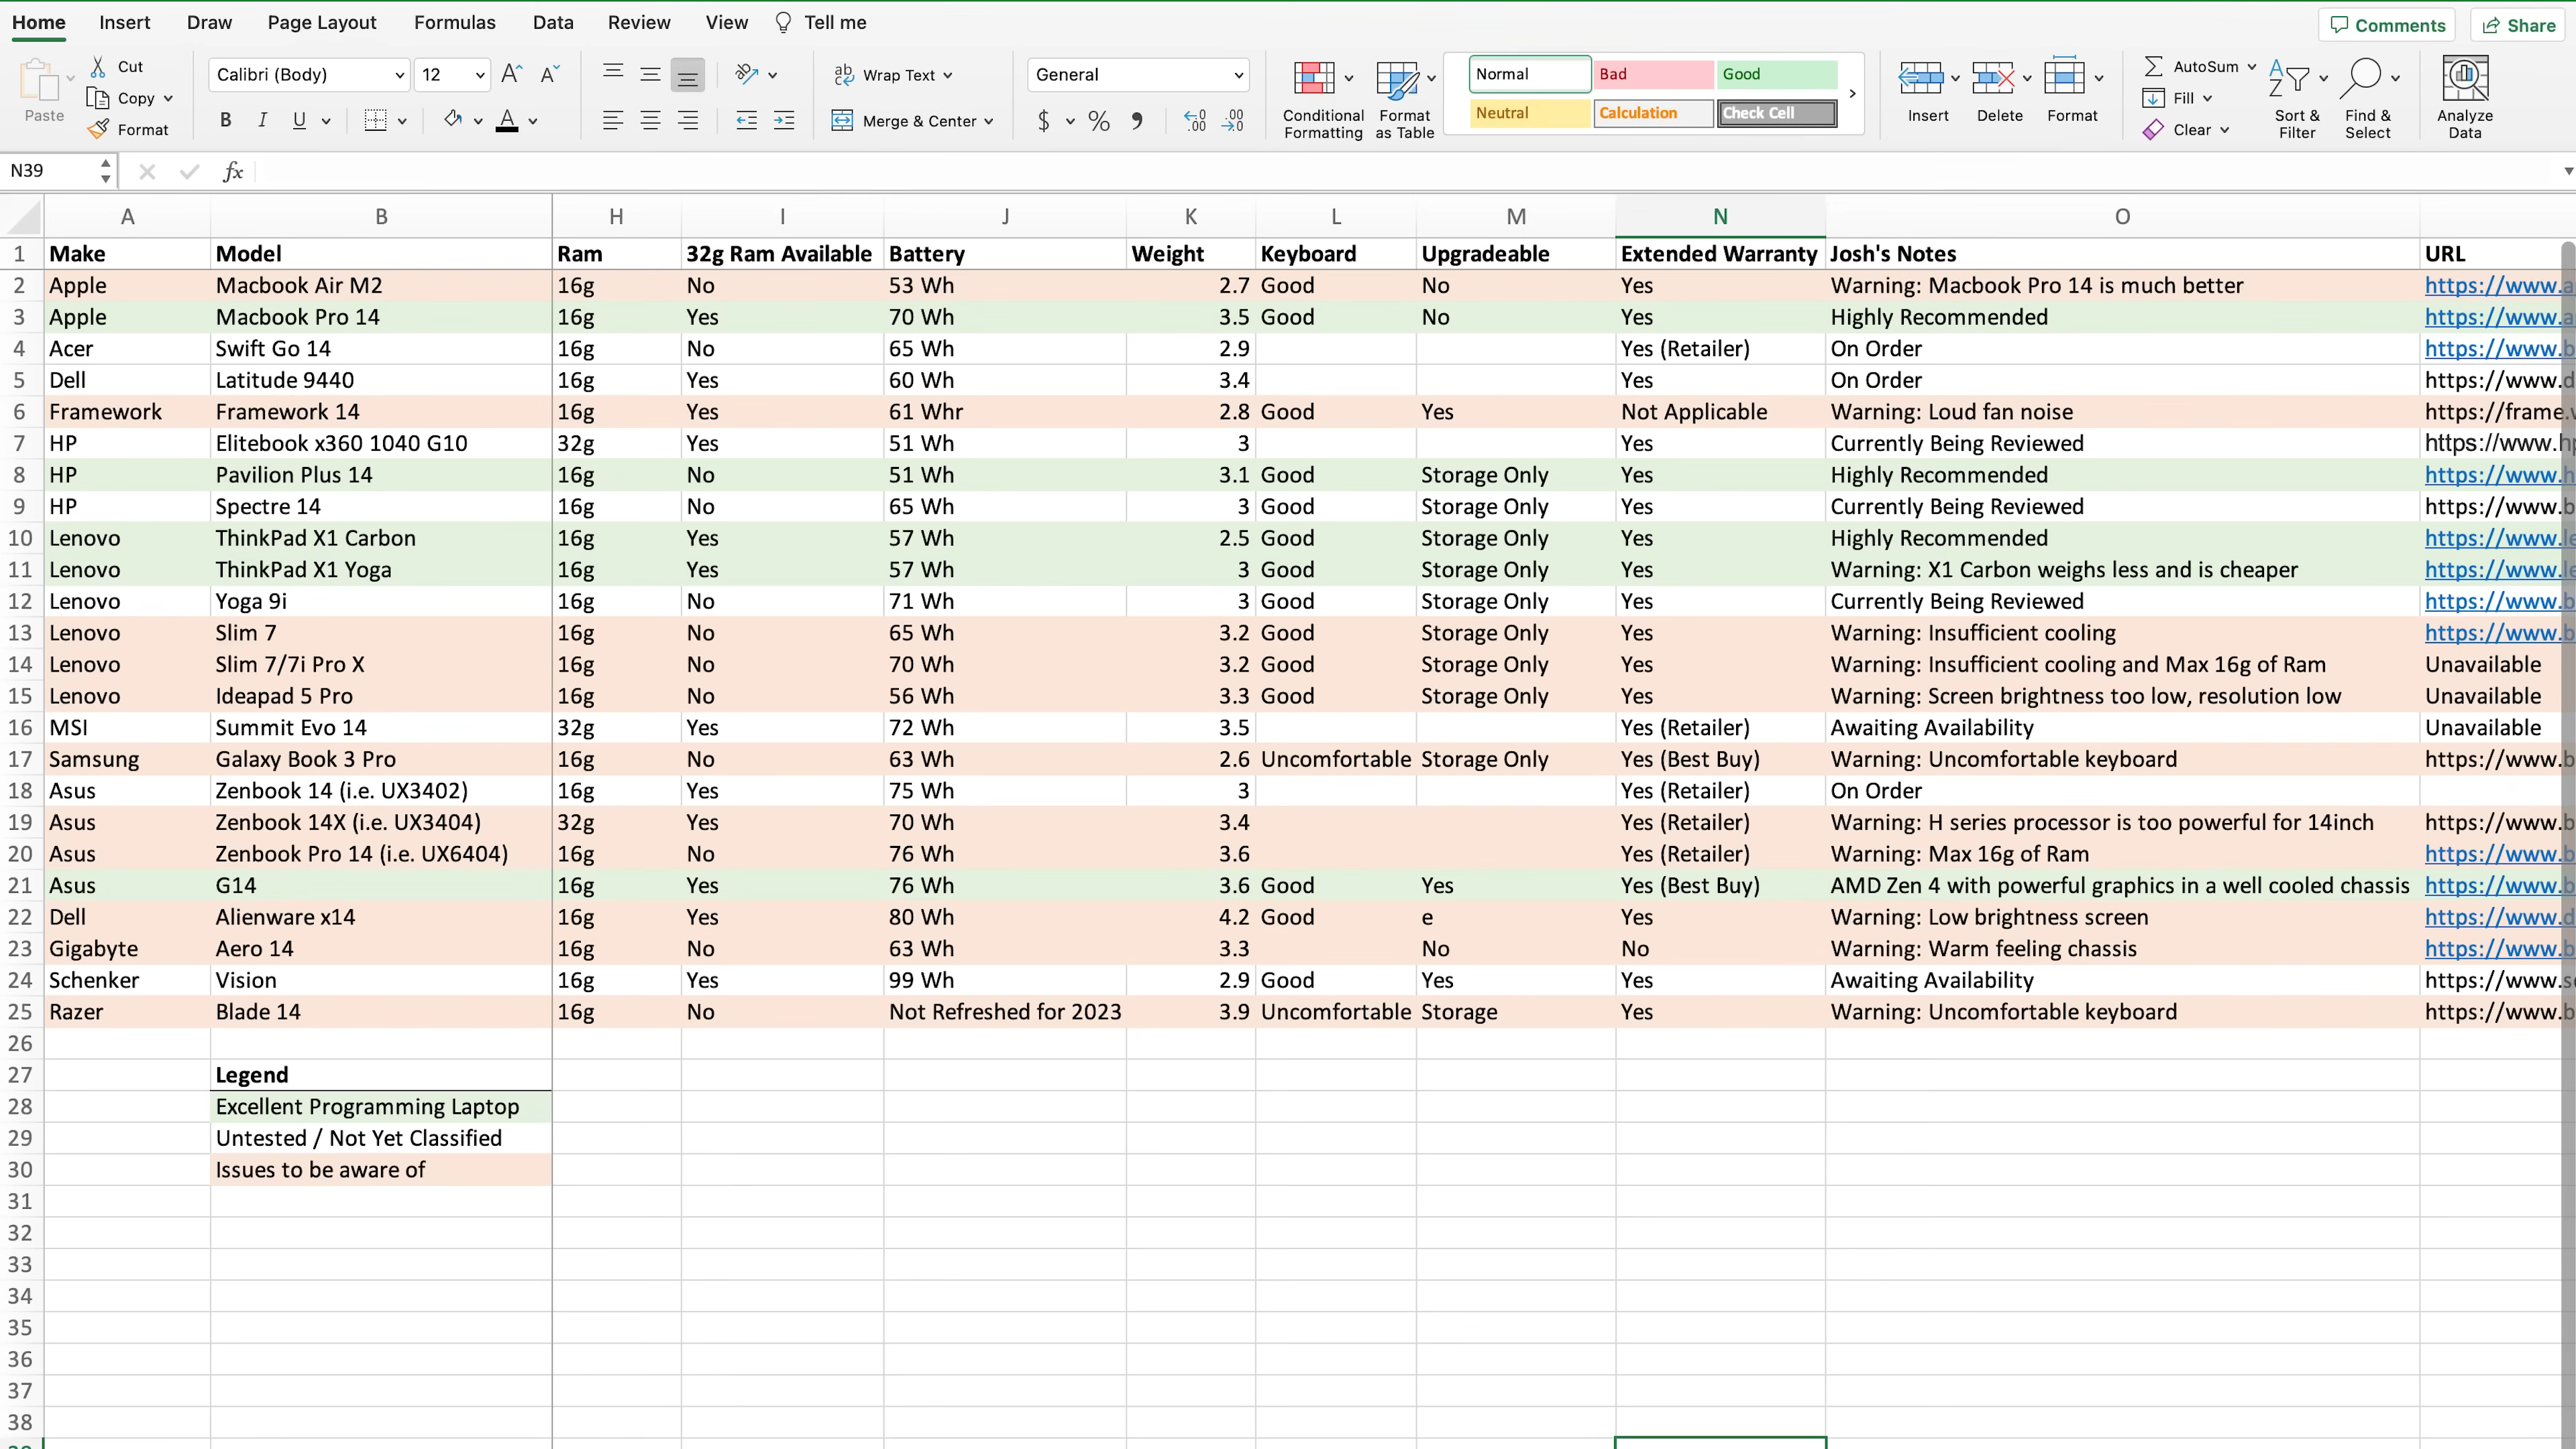 Home Insert Draw Page Layout Formulas Data Review View Tell me Comments Share
Paste Cut Copy Format
Calibri (Body) 12 A A
B I U A
ab c Wrap Text
Merge & Center
General
$ % 9 .00 .00
Conditional Formatting
Format as Table
Normal Bad Good
Neutral Calculation Check Cell
Insert Delete Format
AutoSum Fill Clear
Sort & Filter
Find & Select
Analyze Data
N39 fx
A B H I J K L M N O
1 Make Model Ram 32g Ram Available Battery Weight Keyboard Upgradeable Extended Warranty Josh's Notes URL
2 Apple Macbook Air M2 16g No 53 Wh 2.7 Good No Yes Warning: Macbook Pro 14 is much better https://www.a
3 Apple Macbook Pro 14 16g Yes 70 Wh 3.5 Good No Yes Highly Recommended https://www.a
4 Acer Swift Go 14 16g No 65 Wh 2.9 Yes (Retailer) On Order https://www.b
5 Dell Latitude 9440 16g Yes 60 Wh 3.4 Yes On Order https://www.d
6 Framework Framework 14 16g Yes 61 Whr 2.8 Good Yes Not Applicable Warning: Loud fan noise https://frame.
7 HP Elitebook x360 1040 G10 32g Yes 51 Wh 3 Yes Currently Being Reviewed https://www.hp
8 HP Pavilion Plus 14 16g No 51 Wh 3.1 Good Storage Only Yes Highly Recommended https://www.h
9 HP Spectre 14 16g No 65 Wh 3 Good Storage Only Yes Currently Being Reviewed https://www.b
10 Lenovo ThinkPad X1 Carbon 16g Yes 57 Wh 2.5 Good Storage Only Yes Highly Recommended https://www.le
11 Lenovo ThinkPad X1 Yoga 16g Yes 57 Wh 3 Good Storage Only Yes Warning: X1 Carbon weighs less and is cheaper https://www.le
12 Lenovo Yoga 9i 16g No 71 Wh 3 Good Storage Only Yes Currently Being Reviewed https://www.b
13 Lenovo Slim 7 16g No 65 Wh 3.2 Good Storage Only Yes Warning: Insufficient cooling https://www.b
14 Lenovo Slim 7/7i Pro X 16g No 70 Wh 3.2 Good Storage Only Yes Warning: Insufficient cooling and Max 16g of Ram Unavailable
15 Lenovo Ideapad 5 Pro 16g No 56 Wh 3.3 Good Storage Only Yes Warning: Screen brightness too low, resolution low Unavailable
16 MSI Summit Evo 14 32g Yes 72 Wh 3.5 Yes (Retailer) Awaiting Availability Unavailable
17 Samsung Galaxy Book 3 Pro 16g No 63 Wh 2.6 Uncomfortable Storage Only Yes (Best Buy) Warning: Uncomfortable keyboard https://www.b
18 Asus Zenbook 14 (i.e. UX3402) 16g Yes 75 Wh 3 Yes (Retailer) On Order
19 Asus Zenbook 14X (i.e. UX3404) 32g Yes 70 Wh 3.4 Yes (Retailer) Warning: H series processor is too powerful for 14inch https://www.b
20 Asus Zenbook Pro 14 (i.e. UX6404) 16g No 76 Wh 3.6 Yes (Retailer) Warning: Max 16g of Ram https://www.b
21 Asus G14 16g Yes 76 Wh 3.6 Good Yes Yes (Best Buy) AMD Zen 4 with powerful graphics in a well cooled chassis https://www.b
22 Dell Alienware x14 16g Yes 80 Wh 4.2 Good e Yes Warning: Low brightness screen https://www.d
23 Gigabyte Aero 14 16g No 63 Wh 3.3 No No Warning: Warm feeling chassis https://www.b
24 Schenker Vision 16g Yes 99 Wh 2.9 Good Yes Yes Awaiting Availability https://www.s
25 Razer Blade 14 16g No Not Refreshed for 2023 3.9 Uncomfortable Storage Yes Warning: Uncomfortable keyboard https://www.b
26
27 Legend
28 Excellent Programming Laptop
29 Untested / Not Yet Classified
30 Issues to be aware of
31
32
33
34
35
36
37
38